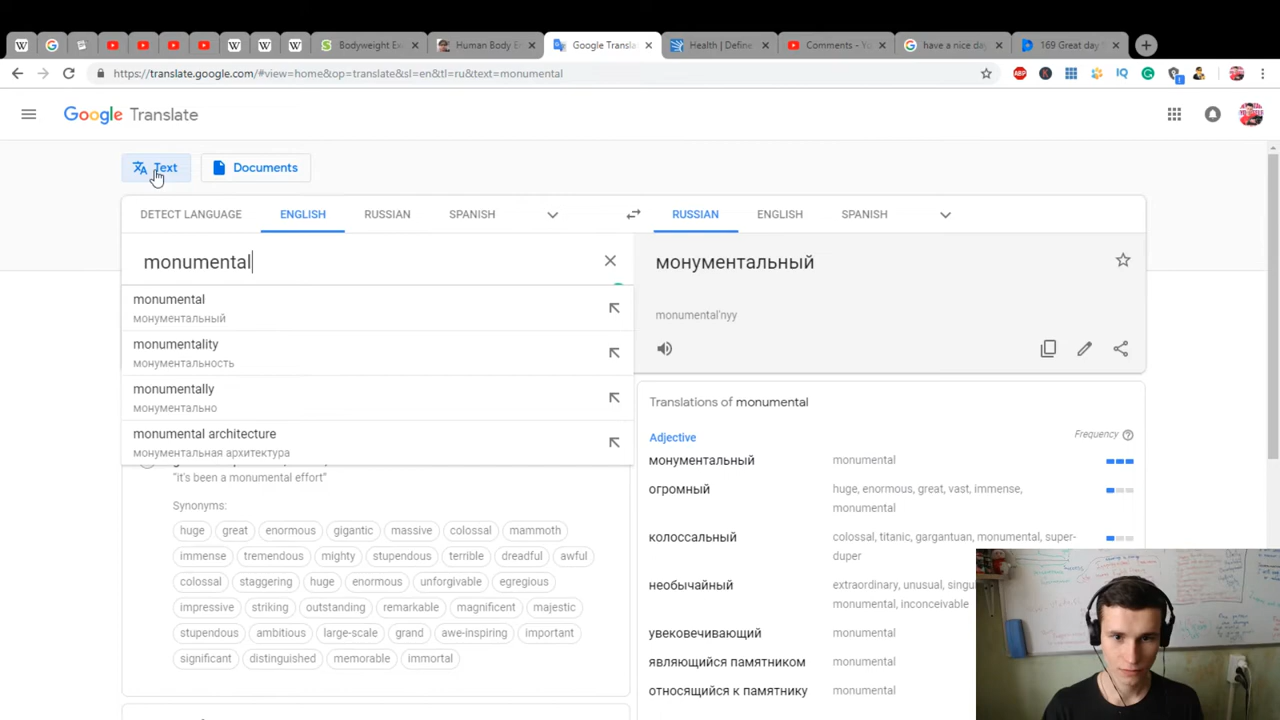 Bodyweight Ex
Human Body E
Google Transla
Health | Define
Comments - Yo
have a nice day
169 Great day
https://translate.google.com/#view=home&op=translate&sl=en&tl=ru&text=monumental
Google Translate
Text
Documents
DETECT LANGUAGE ENGLISH RUSSIAN SPANISH
RUSSIAN ENGLISH SPANISH
monumental
monumental
монументальный
monumentality
монументальность
monumentally
монументально
monumental architecture
монументальная архитектура
"it's been a monumental effort"
Synonyms:
huge great enormous gigantic massive colossal mammoth
immense tremendous mighty stupendous terrible dreadful awful
colossal staggering huge enormous unforgivable egregious
impressive striking outstanding remarkable magnificent majestic
stupendous ambitious large-scale grand awe-inspiring important
significant distinguished memorable immortal
монументальный
monumental'nyy
Translations of monumental
Adjective Frequency
монументальный monumental
огромный huge, enormous, great, vast, immense,
monumental
колоссальный colossal, titanic, gargantuan, monumental, super-
duper
необычайный extraordinary, unusual, singu
monumental, inconceivable
увековечивающий monumental
являющийся памятником monumental
относящийся к памятнику monumental